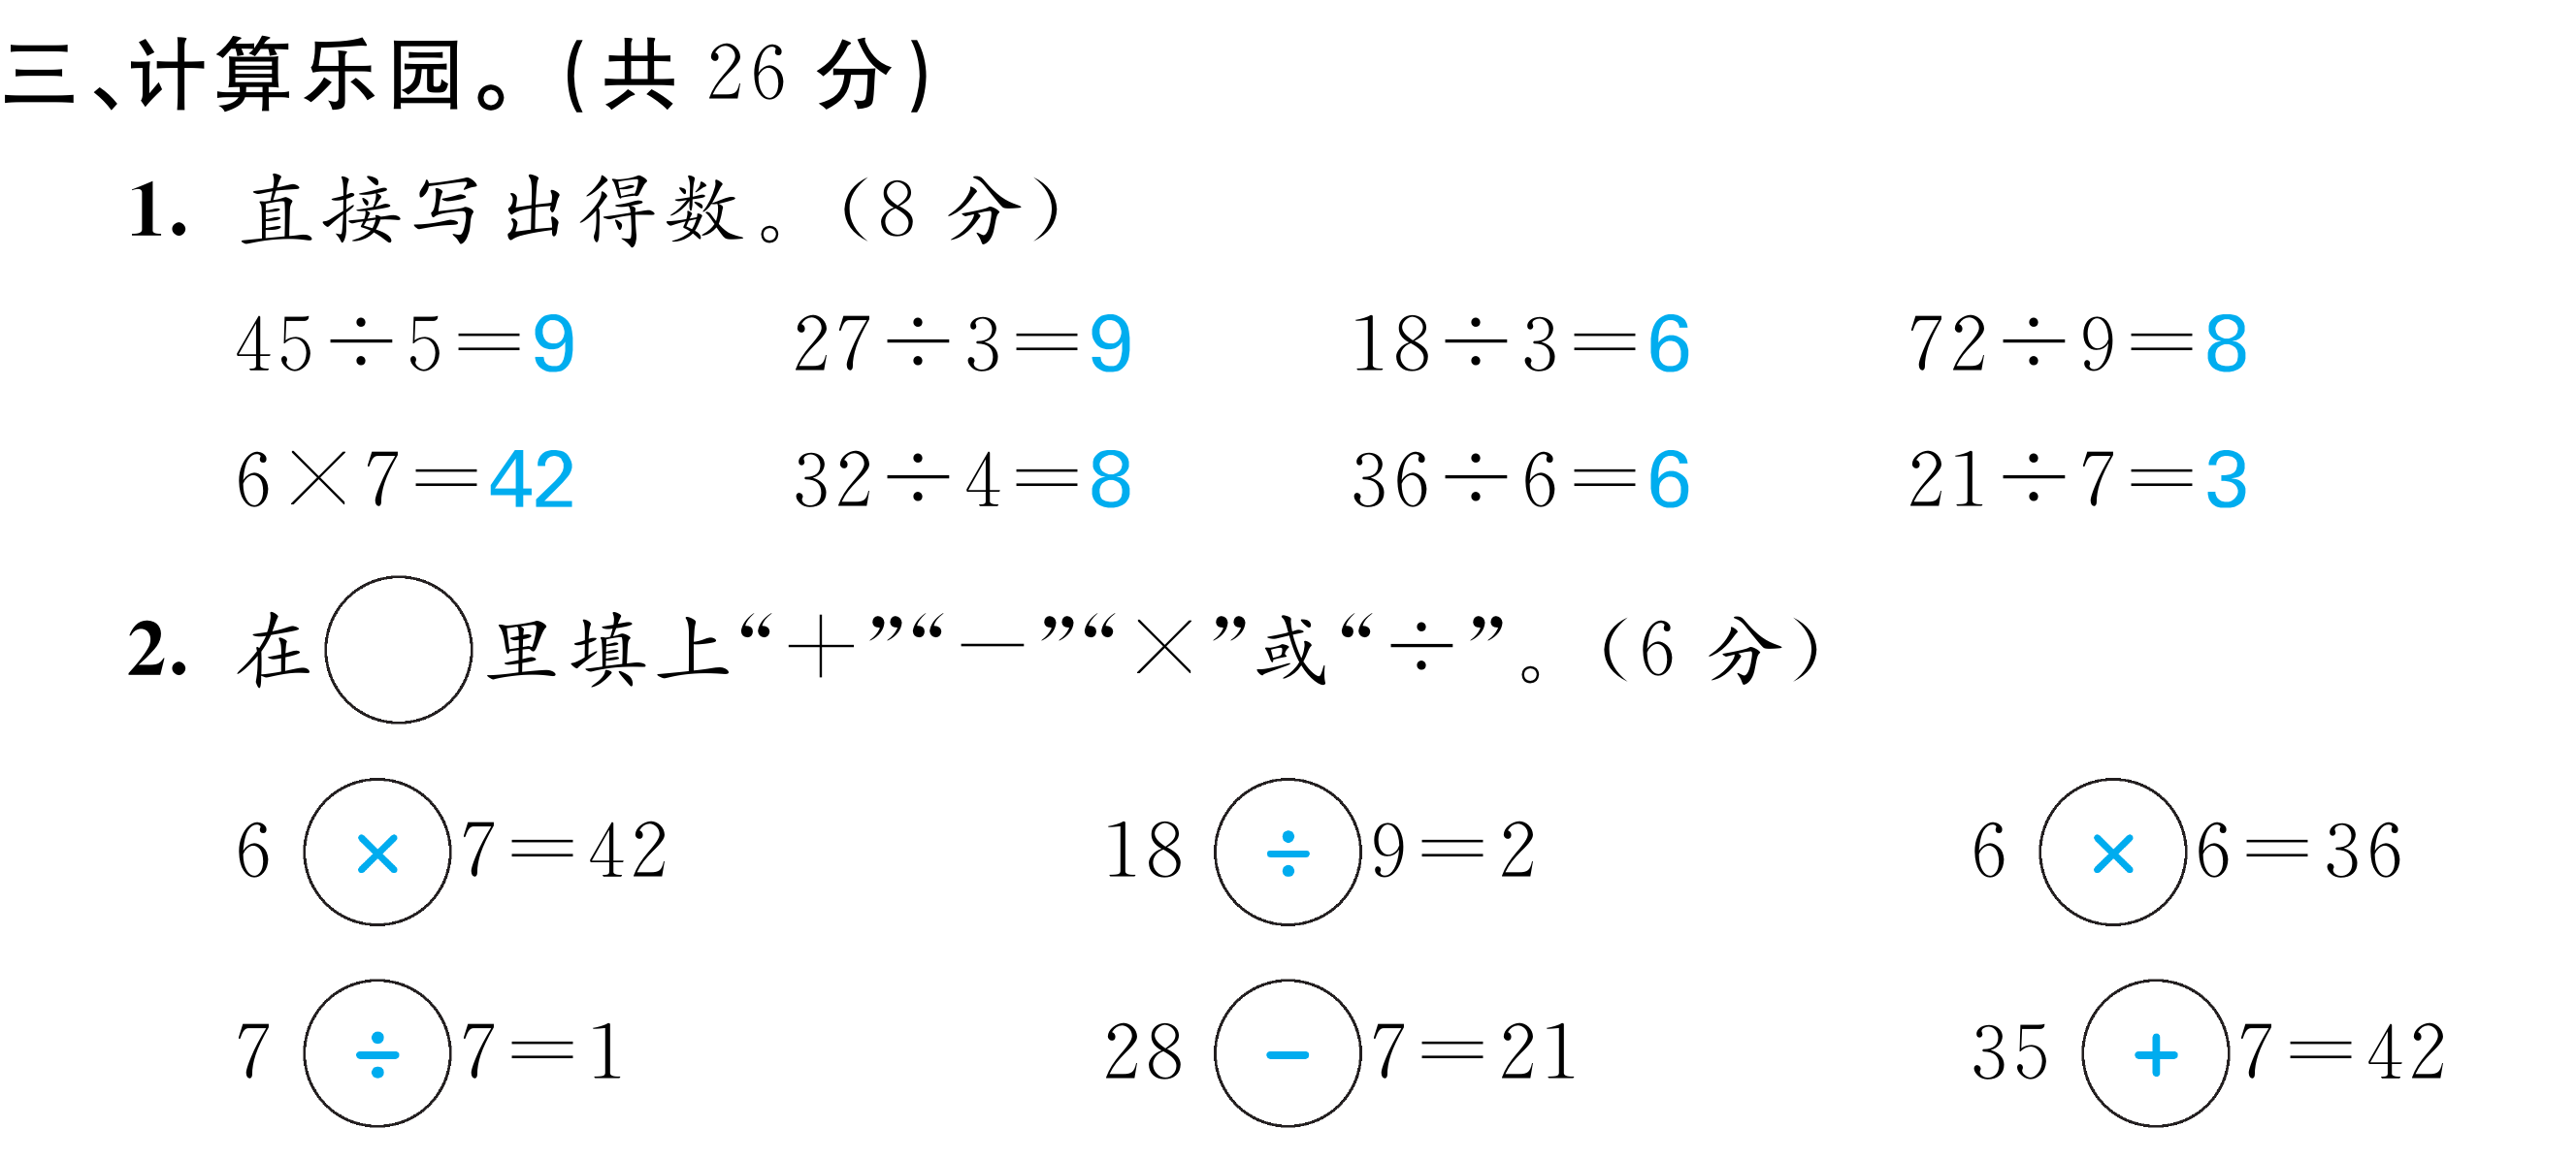 三、计算乐园。(共 26 分)
1. 直接写出得数。(8 分)
45÷5=9 27÷3=9 18÷3=6 72÷9=8
6×7=42 32÷4=8 36÷6=6 21÷7=3
2. 在○里填上“+”“-”“×”或“÷”。(6 分)
6 × 7=42 18 ÷ 9=2 6 × 6=36
7 ÷ 7=1 28 - 7=21 35 + 7=42